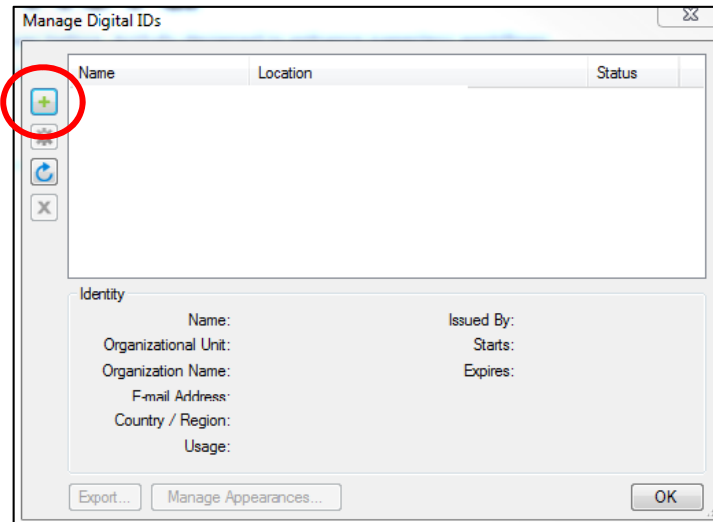 Manage Digital IDs
Name Location Status
Identity
Name: Issued By:
Organizational Unit: Starts:
Organization Name: Expires:
E-mail Address:
Country / Region:
Usage:
Export... Manage Appearances... OK